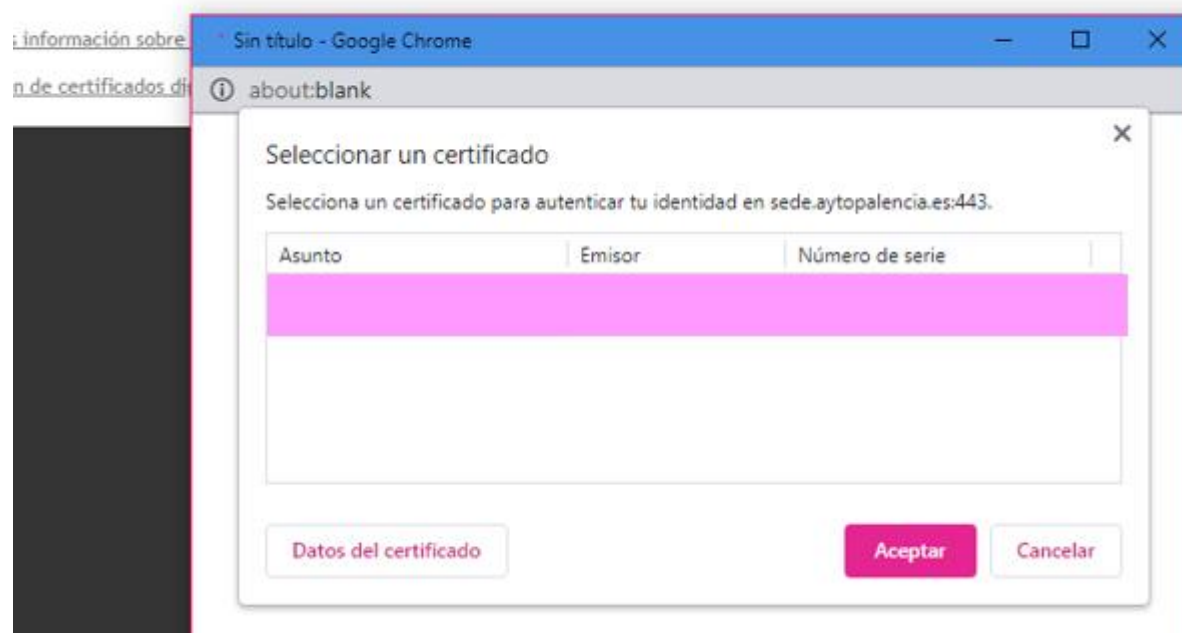 información sobre
Sin título - Google Chrome
n de certificados
about:blank
Seleccionar un certificado
Selecciona un certificado para autenticar tu identidad en sede.aytopalencia.es:443.
Asunto Emisor Número de serie
Datos del certificado Aceptar Cancelar